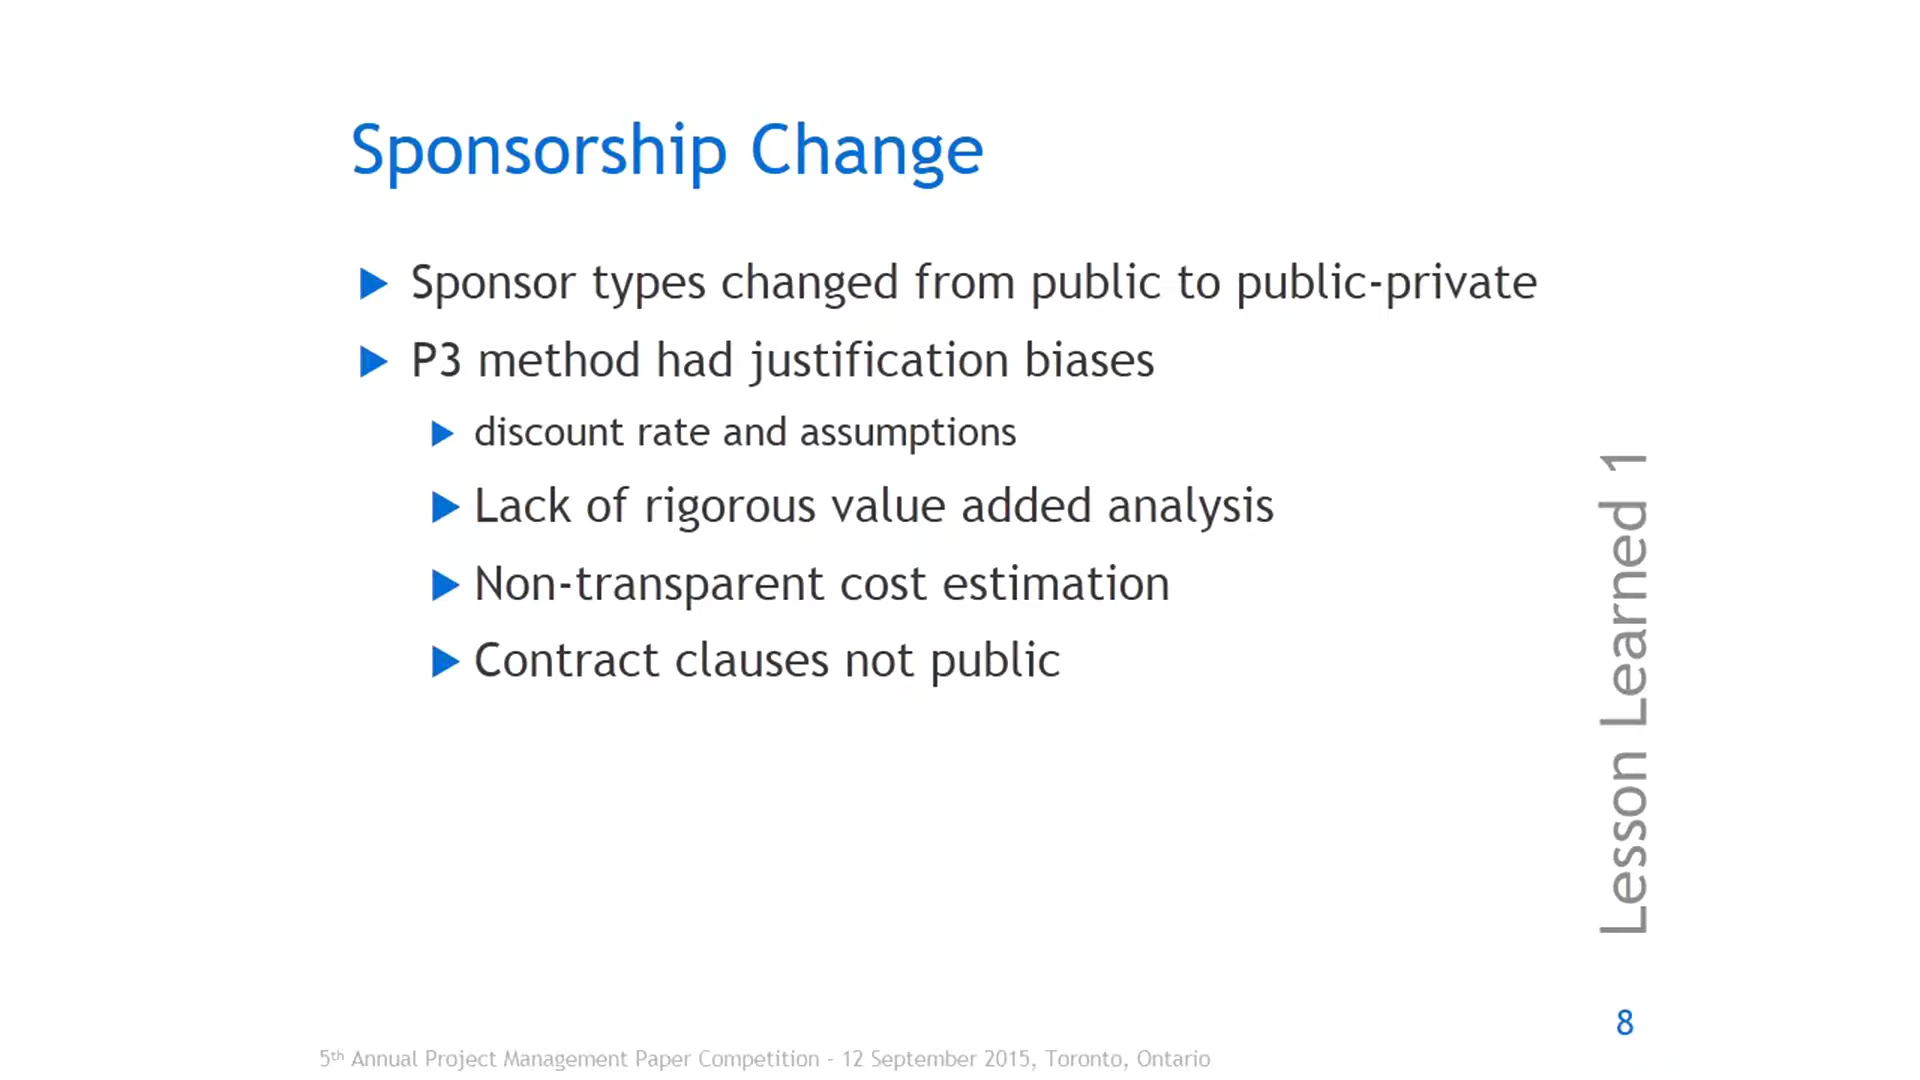 Sponsorship Change
Sponsor types changed from public to public-private
P3 method had justification biases
discount rate and assumptions
Lack of rigorous value added analysis
Non-transparent cost estimation
Contract clauses not public
Lesson Learned 1
8
5th Annual Project Management Paper Competition - 12 September 2015, Toronto, Ontario